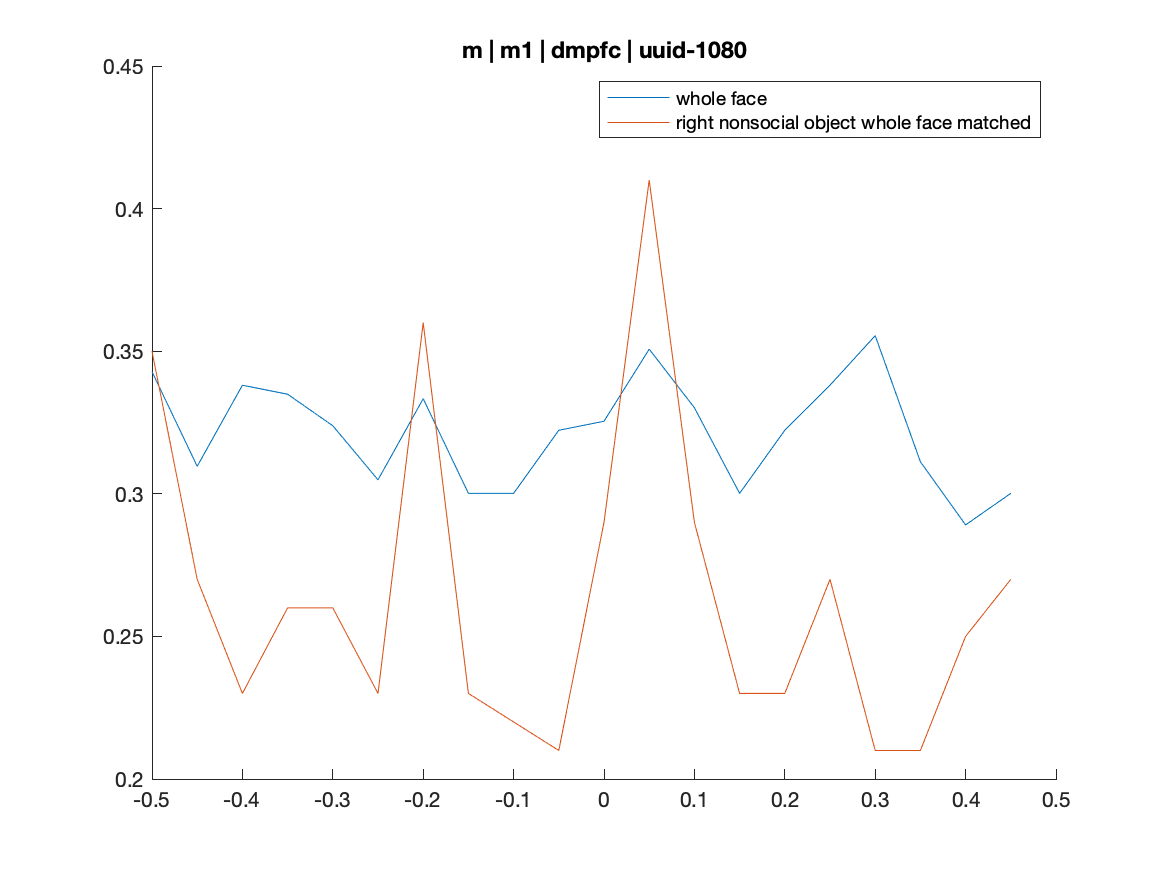 m | m1 | dmpfc | uuid-1080
0.45
whole face
right nonsocial object whole face matched
0.4
0.35
0.3
0.25
0.2
-0.5 -0.4 -0.3 -0.2 -0.1 0 0.1 0.2 0.3 0.4 0.5